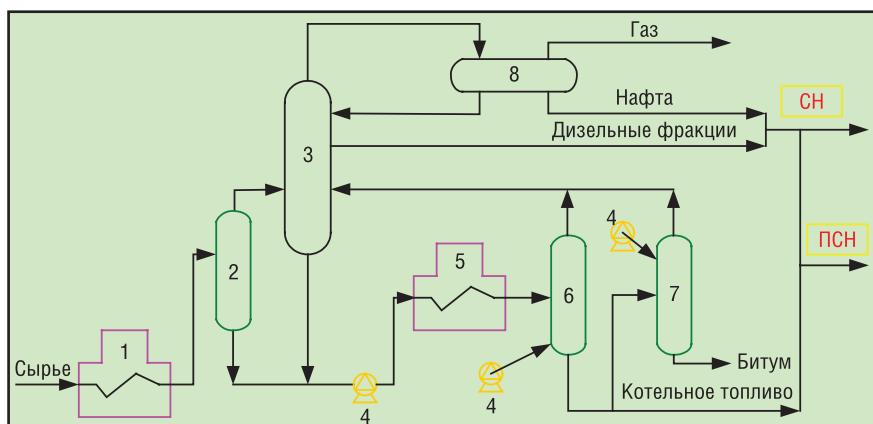 Газ
8
Нафта
СН
Дизельные фракции
3
4
ПСН
5
2
6
7
1
Сырье
Битум
4
4
Котельное топливо